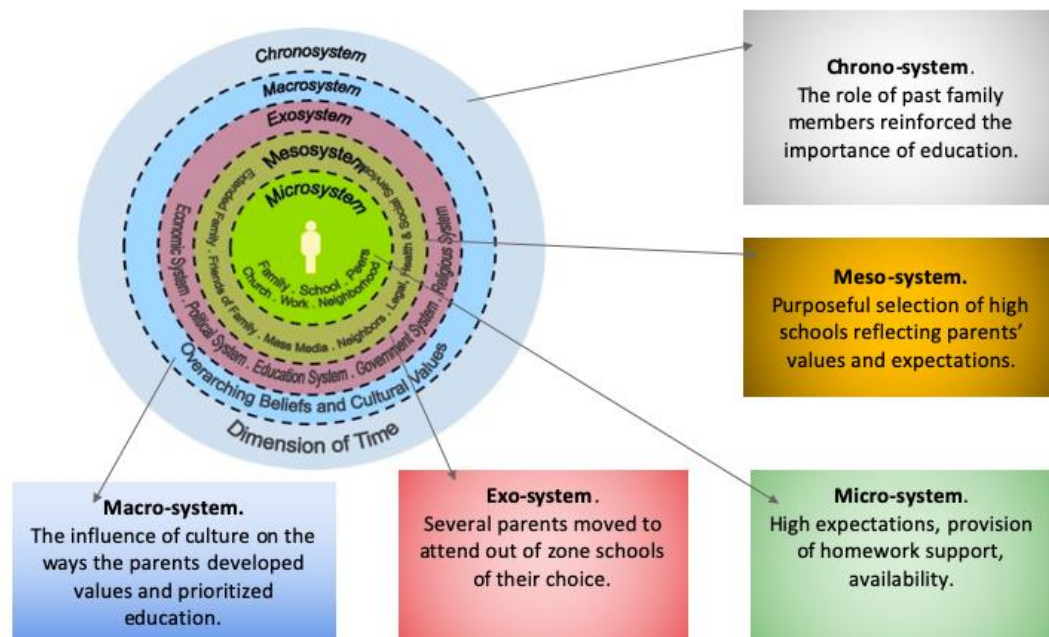 Chronosystem
Macrosystem
Exosystem
Mesosystem
Microsystem
Family . School . Peers
Church . Work . Neighborhood
Extended Family . Friends of Family . Mass Media . Neighbors . Legal, Health & Social Services
Economic System . Political System . Education System . Government System . Religious System
Overarching Beliefs and Cultural Values
Dimension of Time
Chrono-system.
The role of past family
members reinforced the
importance of education.
Meso-system.
Purposeful selection of high
schools reflecting parents’
values and expectations.
Macro-system.
The influence of culture on the
ways the parents developed
values and prioritized
education.
Exo-system.
Several parents moved to
attend out of zone schools
of their choice.
Micro-system.
High expectations, provision
of homework support,
availability.